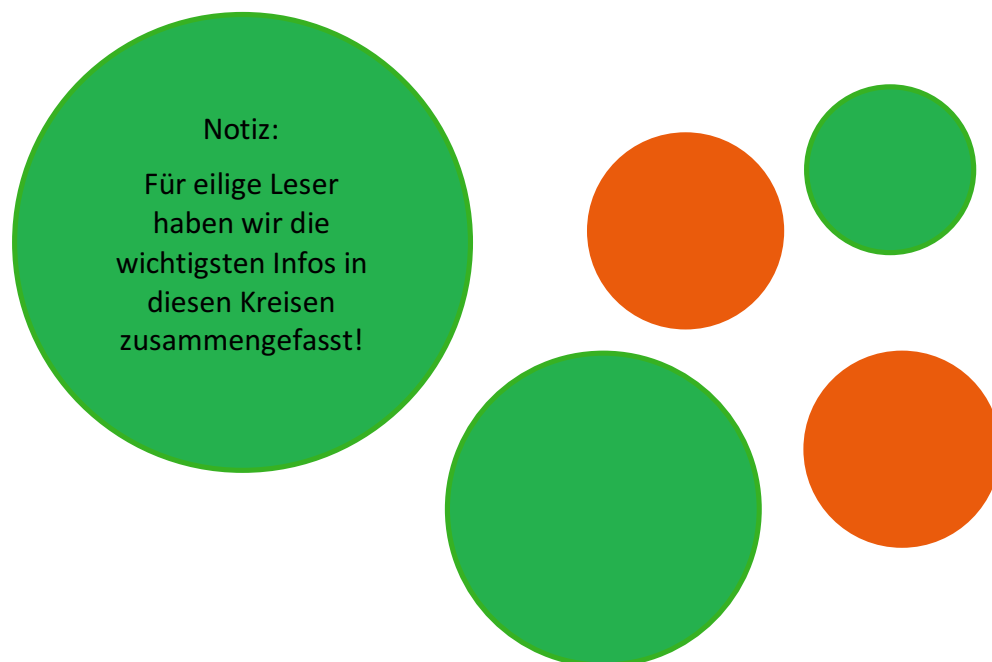 Notiz:
Für eilige Leser
haben wir die
wichtigsten Infos in
diesen Kreisen
zusammengefasst!